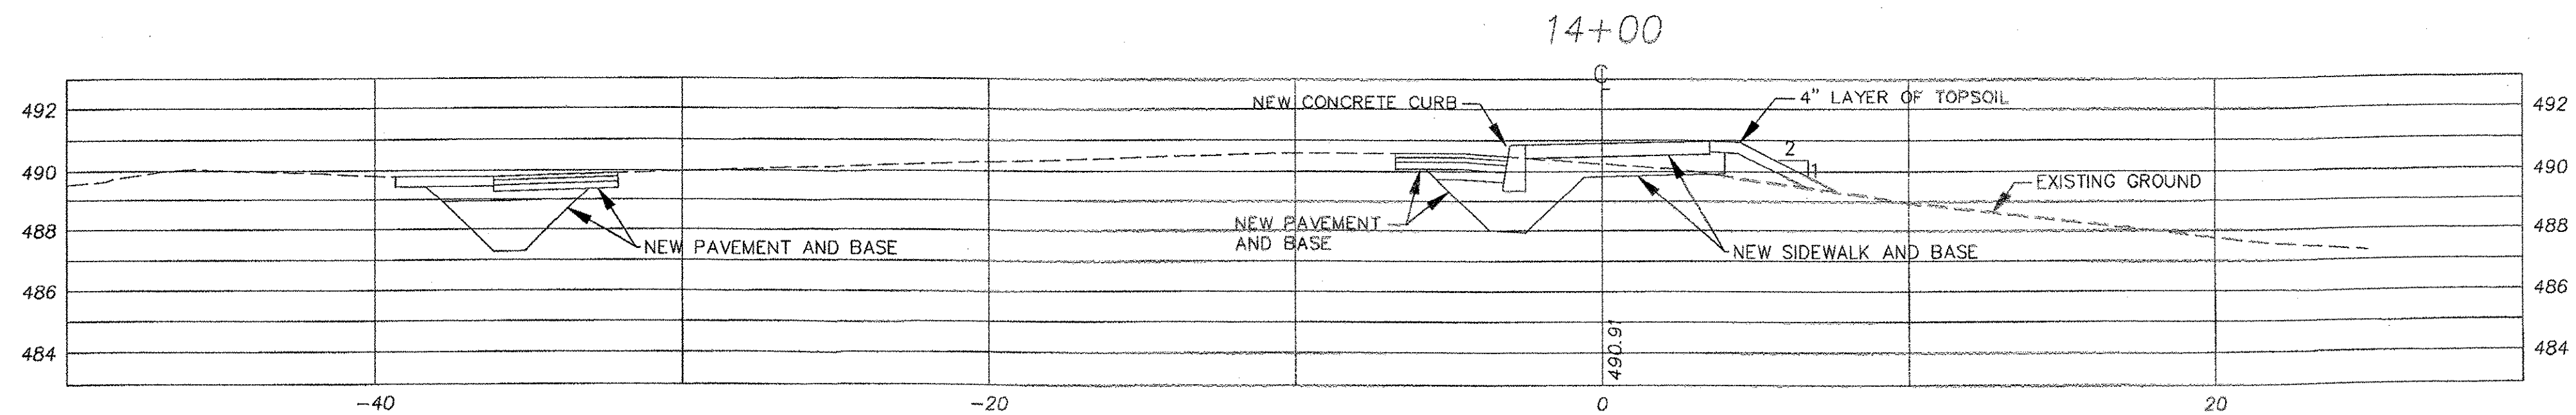 14+00
℄
492
NEW CONCRETE CURB
4" LAYER OF TOPSOIL
492
2
1
490
490
EXISTING GROUND
NEW PAVEMENT
AND BASE
488
488
NEW PAVEMENT AND BASE
NEW SIDEWALK AND BASE
486
486
490.91
484
484
-40
-20
0
20